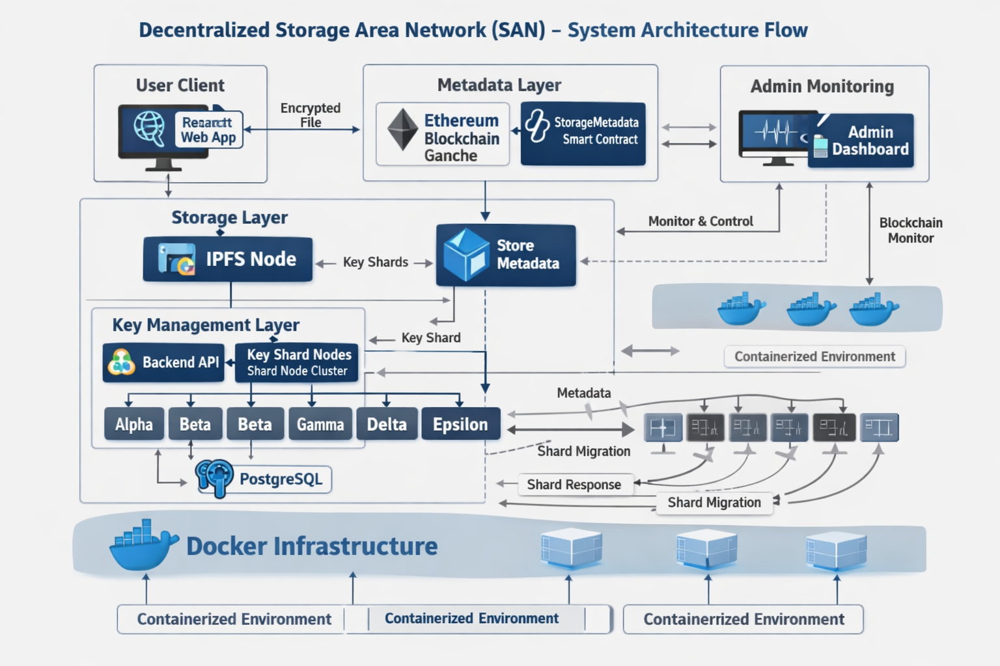 Decentralized Storage Area Network (SAN) – System Architecture Flow
User Client
Web App
Encrypted
File
Metadata Layer
Ethereum
Blockchain
Ganche
StorageMetadata
Smart Contract
Admin Monitoring
Admin
Dashboard
Storage Layer
IPFS Node
Key Shards
Store
Metadata
Monitor & Control
Blockchain
Monitor
Key Management Layer
Key Shard
Backend API
Key Shard Nodes
Shard Node Cluster
Containerized Environment
Alpha
Beta
Beta
Gamma
Delta
Epsilon
Metadata
Shard Migration
PostgreSQL
Shard Response
Shard Migration
Docker Infrastructure
Containerized Environment
Containerized Environment
Containerrized Environment